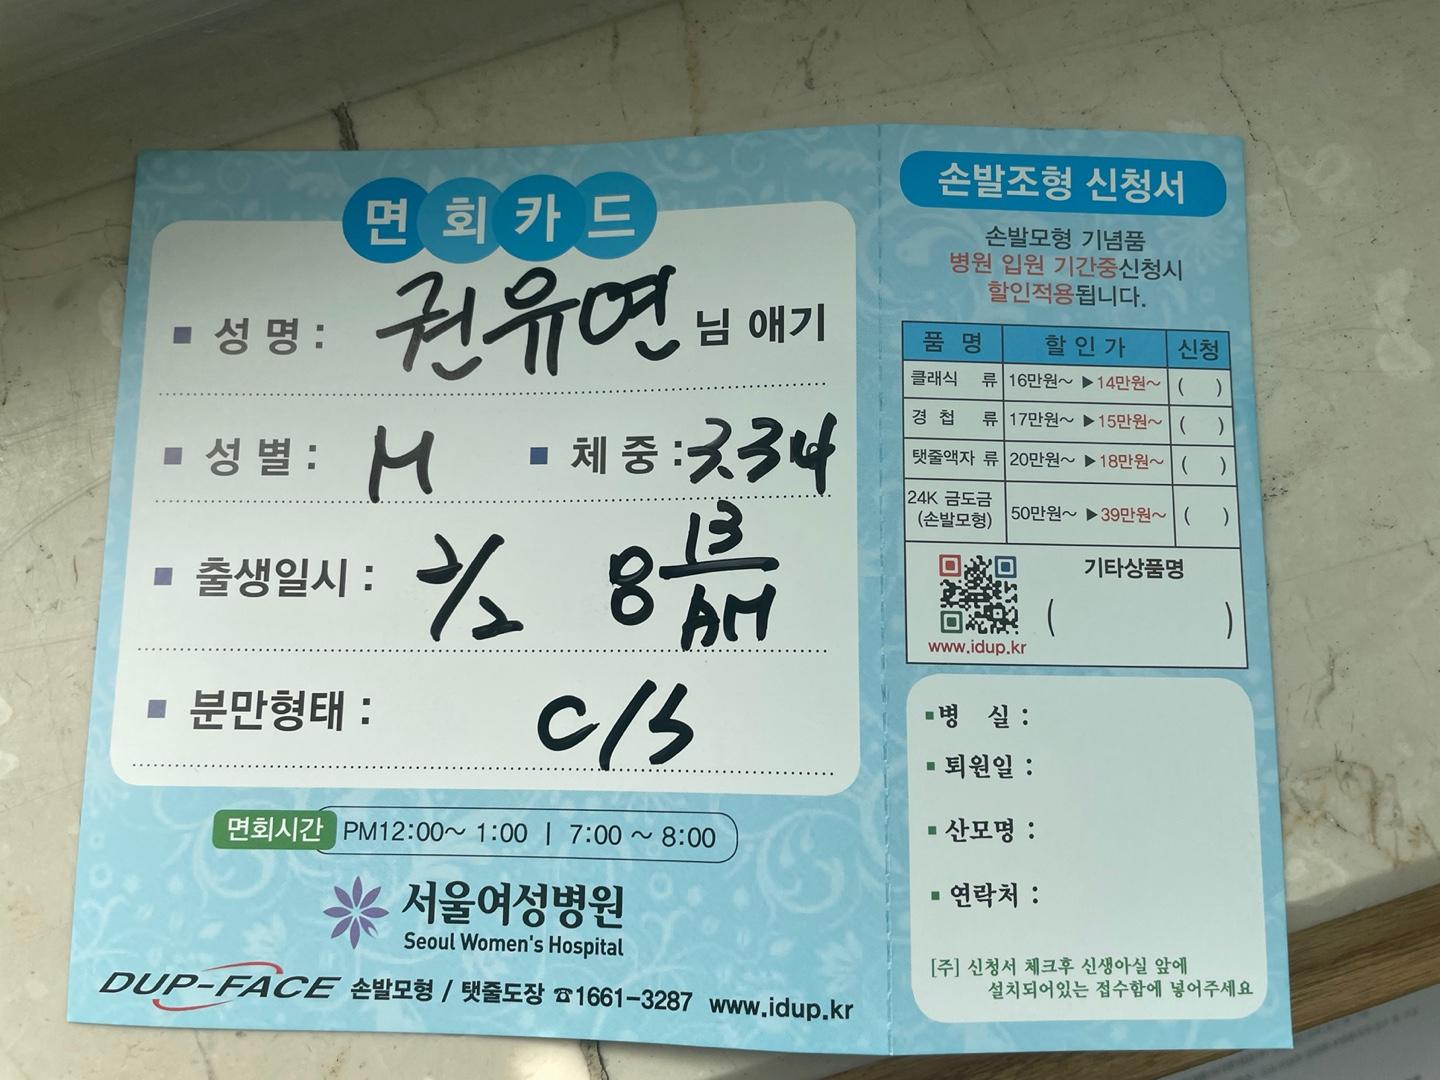 면회카드
성명 : 권유연 님 애기
성별 : M 체중 : 3.34
출생일시 : 2/2 8 13/AM
분만형태 : C/S
면회시간 PM12:00~ 1:00 | 7:00 ~ 8:00
서울여성병원
Seoul Women's Hospital
DUP-FACE 손발모형 / 탯줄도장 ☎1661-3287 www.idup.kr
손발조형 신청서
손발모형 기념품
병원 입원 기간중신청시
할인적용됩니다.
품 명 할 인 가 신청
클래식 류 16만원~ ▶14만원~ ( )
경 첩 류 17만원~ ▶15만원~ ( )
탯줄액자 류 20만원~ ▶18만원~ ( )
24K 금도금
(손발모형) 50만원~ ▶39만원~ ( )
기타상품명
( )
www.idup.kr
병 실 :
퇴원일 :
산모명 :
연락처 :
[주] 신청서 체크후 신생아실 앞에
설치되어있는 접수함에 넣어주세요